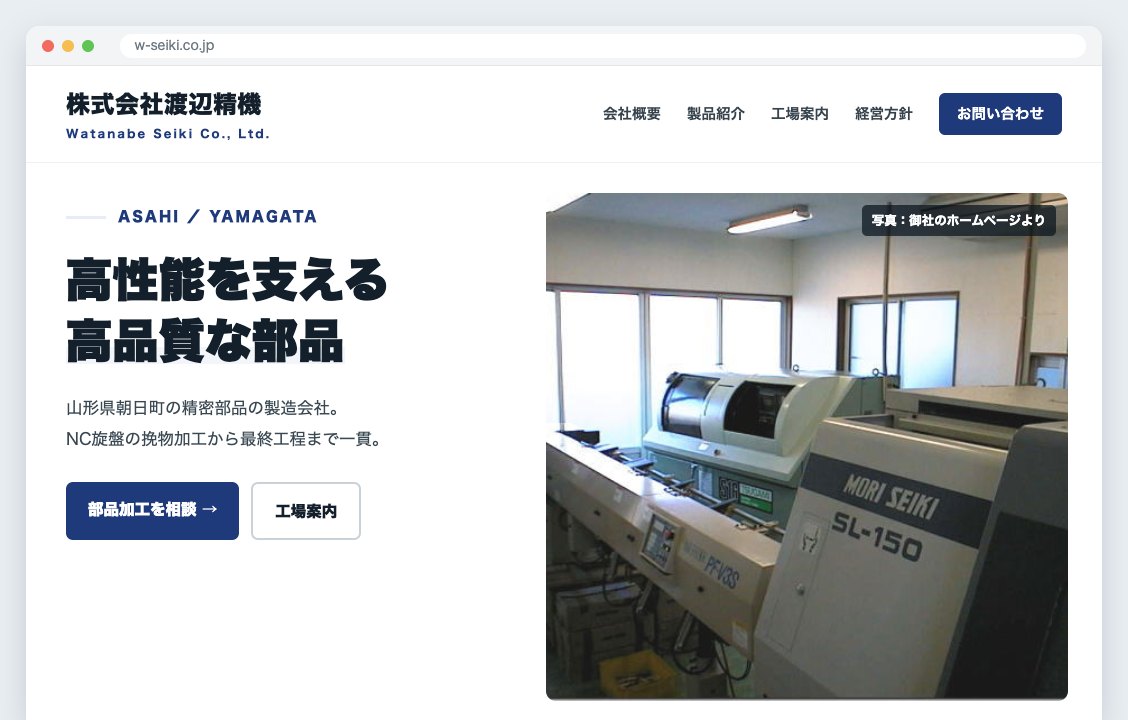 w-seiki.co.jp
株式会社渡辺精機
Watanabe Seiki Co., Ltd.
会社概要
製品紹介
工場案内
経営方針
お問い合わせ
ASAHI / YAMAGATA
高性能を支える
高品質な部品
山形県朝日町の精密部品の製造会社。
NC旋盤の挽物加工から最終工程まで一貫。
部品加工を相談 →
工場案内
写真：御社のホームページより
MORI SEIKI
SL-150
PFV3S